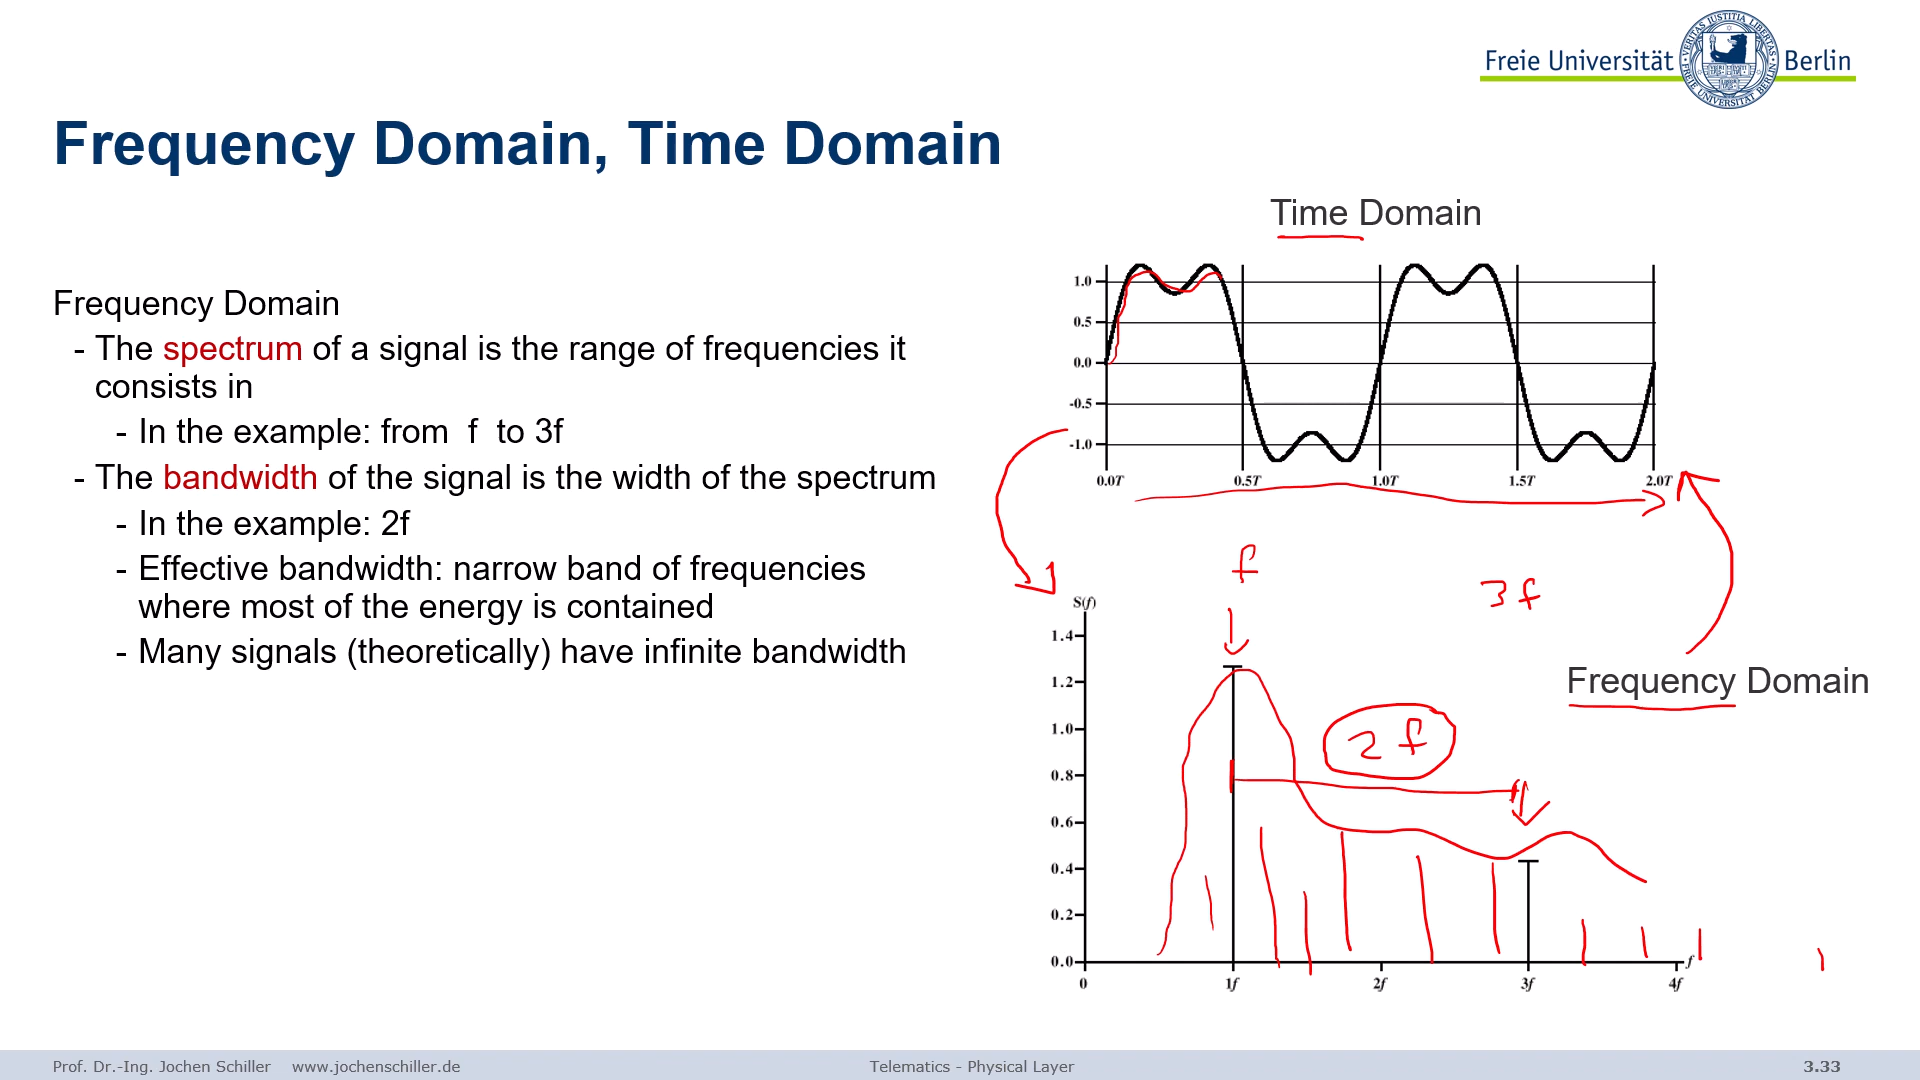 Freie Universität Berlin
VERITAS JUSTITIA LIBERTAS
FREIE UNIVERSITÄT BERLIN
Frequency Domain, Time Domain
Time Domain
Frequency Domain
- The spectrum of a signal is the range of frequencies it
consists in
- In the example: from f to 3f
- The bandwidth of the signal is the width of the spectrum
- In the example: 2f
- Effective bandwidth: narrow band of frequencies
where most of the energy is contained
- Many signals (theoretically) have infinite bandwidth
1.0
0.5
0.0
-0.5
-1.0
0.0T 0.5T 1.0T 1.5T 2.0T
f
3f
S(f)
1.4
1.2
1.0
0.8
0.6
0.4
0.2
0.0
Frequency Domain
2f
f
0 1f 2f 3f 4f
Prof. Dr.-Ing. Jochen Schiller www.jochenschiller.de Telematics - Physical Layer 3.33